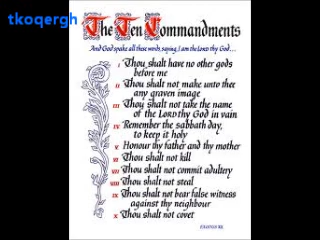 tkoqergh
The Ten Commandments
And God spake all these words, saying, I am the LORD thy God...
I Thou shalt have no other gods
before me
II Thou shalt not make unto thee
any graven image
III Thou shalt not take the name
of the LORD thy God in vain
IV Remember the sabbath day,
to keep it holy
V Honour thy father and thy mother
VI Thou shalt not kill
VII Thou shalt not commit adultery
VIII Thou shalt not steal
IX Thou shalt not bear false witness
against thy neighbour
X Thou shalt not covet